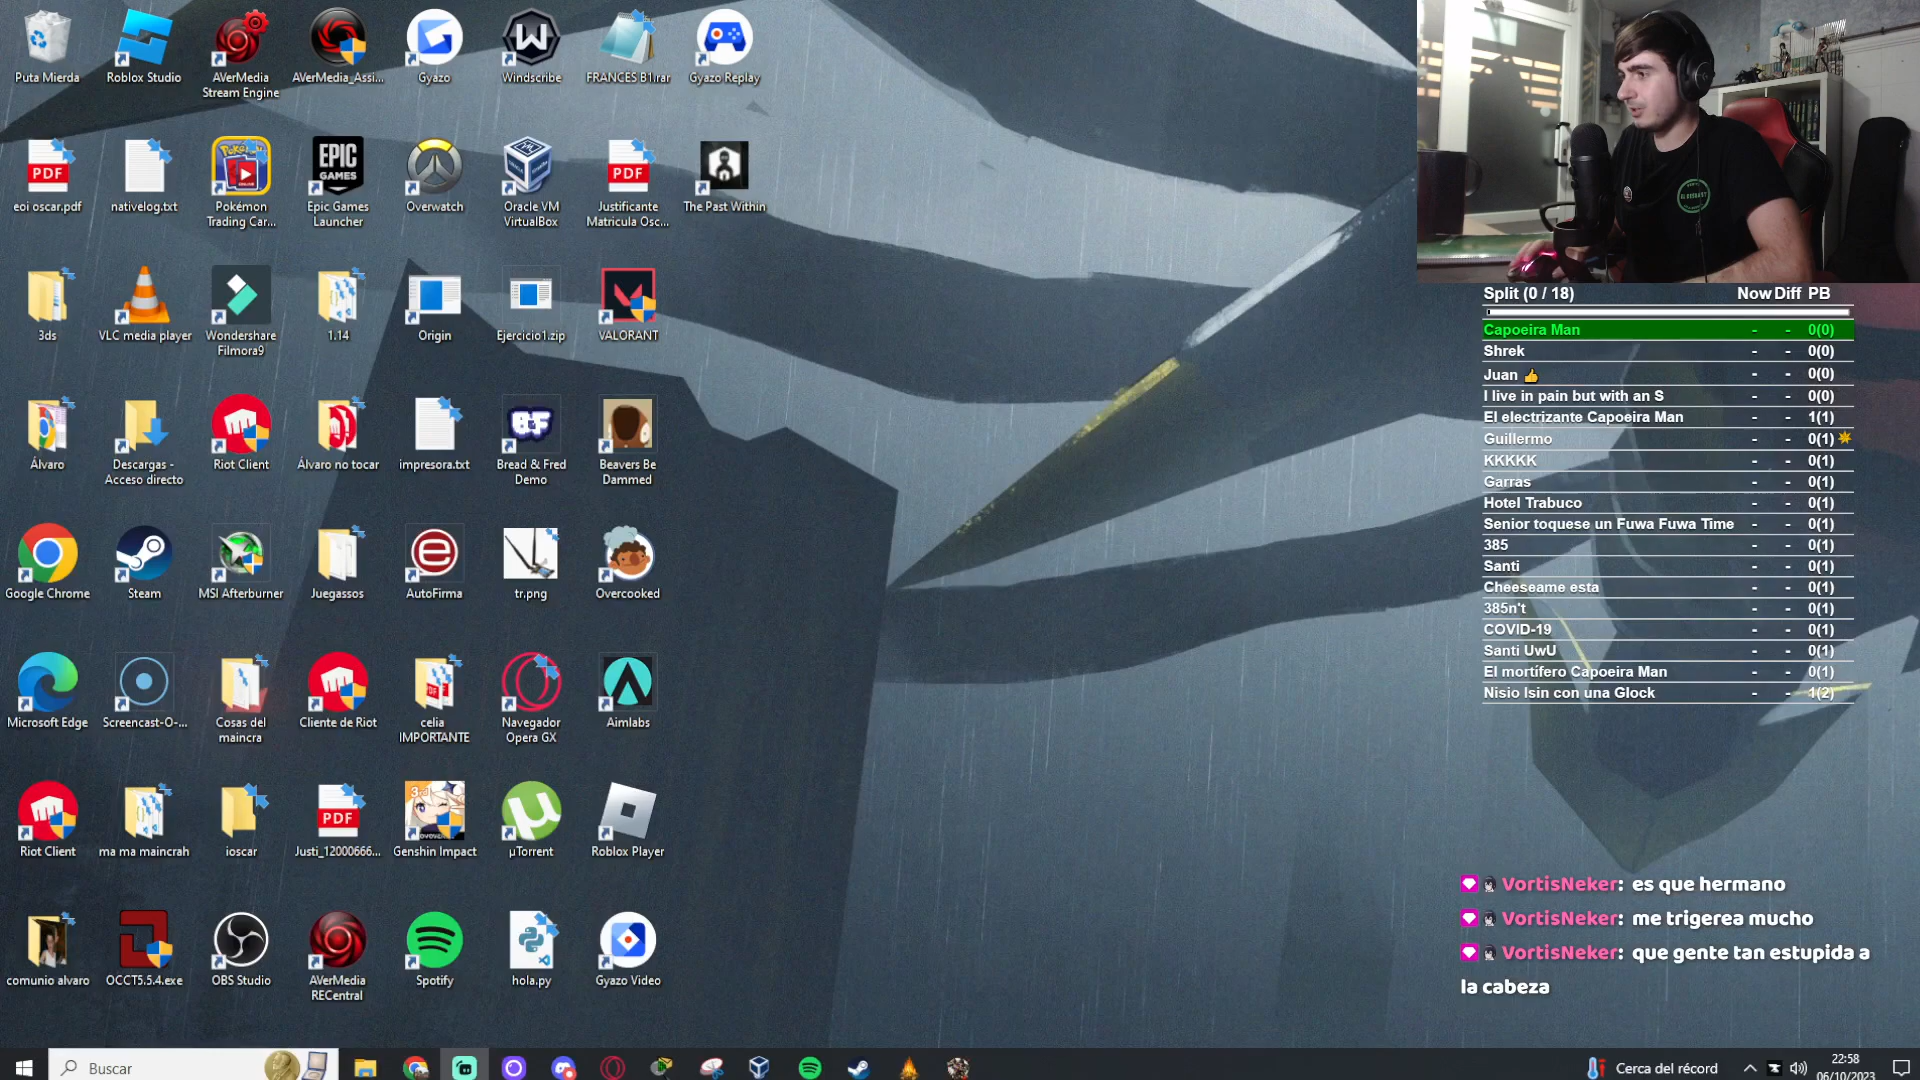 Puta Mierda
Roblox Studio
AVerMedia
Stream Engine
AVerMedia_Assi...
Gyazo
Windscribe
FRANCES B1.rar
Gyazo Replay
eoi oscar.pdf
nativelog.txt
Pokémon
Trading Car...
Epic Games
Launcher
Overwatch
Oracle VM
VirtualBox
Justificante
Matricula Osc...
The Past Within
3ds
VLC media player
Wondershare
Filmora9
1.14
Origin
Ejercicio1.zip
VALORANT
Álvaro
Descargas -
Acceso directo
Riot Client
Álvaro no tocar
impresora.txt
Bread & Fred
Demo
Beavers Be
Dammed
Google Chrome
Steam
MSI Afterburner
Juegassos
AutoFirma
tr.png
Overcooked
Microsoft Edge
Screencast-O-...
Cosas del
maincra
Cliente de Riot
celia
IMPORTANTE
Navegador
Opera GX
Aimlabs
Riot Client
ma ma maincrah
ioscar
Justi_12000666...
Genshin Impact
µTorrent
Roblox Player
comunio alvaro
OCCT5.5.4.exe
OBS Studio
AVerMedia
RECentral
Spotify
hola.py
Gyazo Video
Split (0 / 18) Now Diff PB
Capoeira Man - - 0(0)
Shrek - - 0(0)
Juan 👍 - - 0(0)
I live in pain but with an S - - 0(0)
El electrizante Capoeira Man - - 1(1)
Guillermo - - 0(1)
KKKKK - - 0(1)
Garras - - 0(1)
Hotel Trabuco - - 0(1)
Senior toquese un Fuwa Fuwa Time - - 0(1)
385 - - 0(1)
Santi - - 0(1)
Cheeseame esta - - 0(1)
385n't - - 0(1)
COVID-19 - - 0(1)
Santi UwU - - 0(1)
El mortífero Capoeira Man - - 0(1)
Nisio Isin con una Glock - - 1(2)
VortisNeker: es que hermano
VortisNeker: me trigerea mucho
VortisNeker: que gente tan estupida a
la cabeza
Buscar
Cerca del récord
22:58
06/10/2023